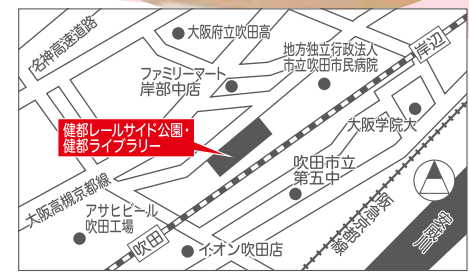 大阪府立吹田高
名神高速道路
地方独立行政法人
市立吹田市民病院
岸辺
ファミリーマート
岸部中店
健都レールサイド公園・
健都ライブラリー
大阪学院大
吹田市立
第五中
大阪高槻京都線
アサヒビール
吹田工場
吹田
イオン吹田店
阪急京都線
安威川